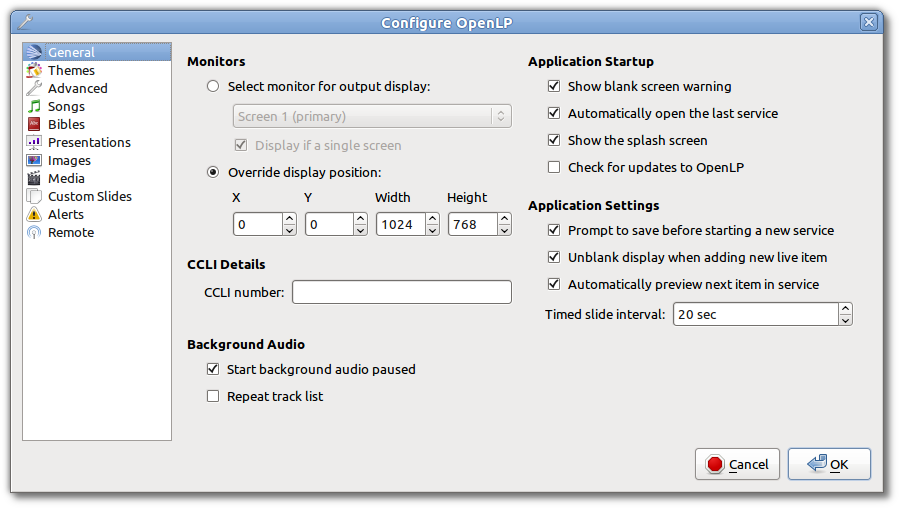 Configure OpenLP
General
Themes
Advanced
Songs
Bibles
Presentations
Images
Media
Custom Slides
Alerts
Remote
Monitors
Select monitor for output display:
Screen 1 (primary)
Display if a single screen
Override display position:
X Y Width Height
0 0 1024 768
CCLI Details
CCLI number:
Background Audio
Start background audio paused
Repeat track list
Application Startup
Show blank screen warning
Automatically open the last service
Show the splash screen
Check for updates to OpenLP
Application Settings
Prompt to save before starting a new service
Unblank display when adding new live item
Automatically preview next item in service
Timed slide interval: 20 sec
Cancel OK